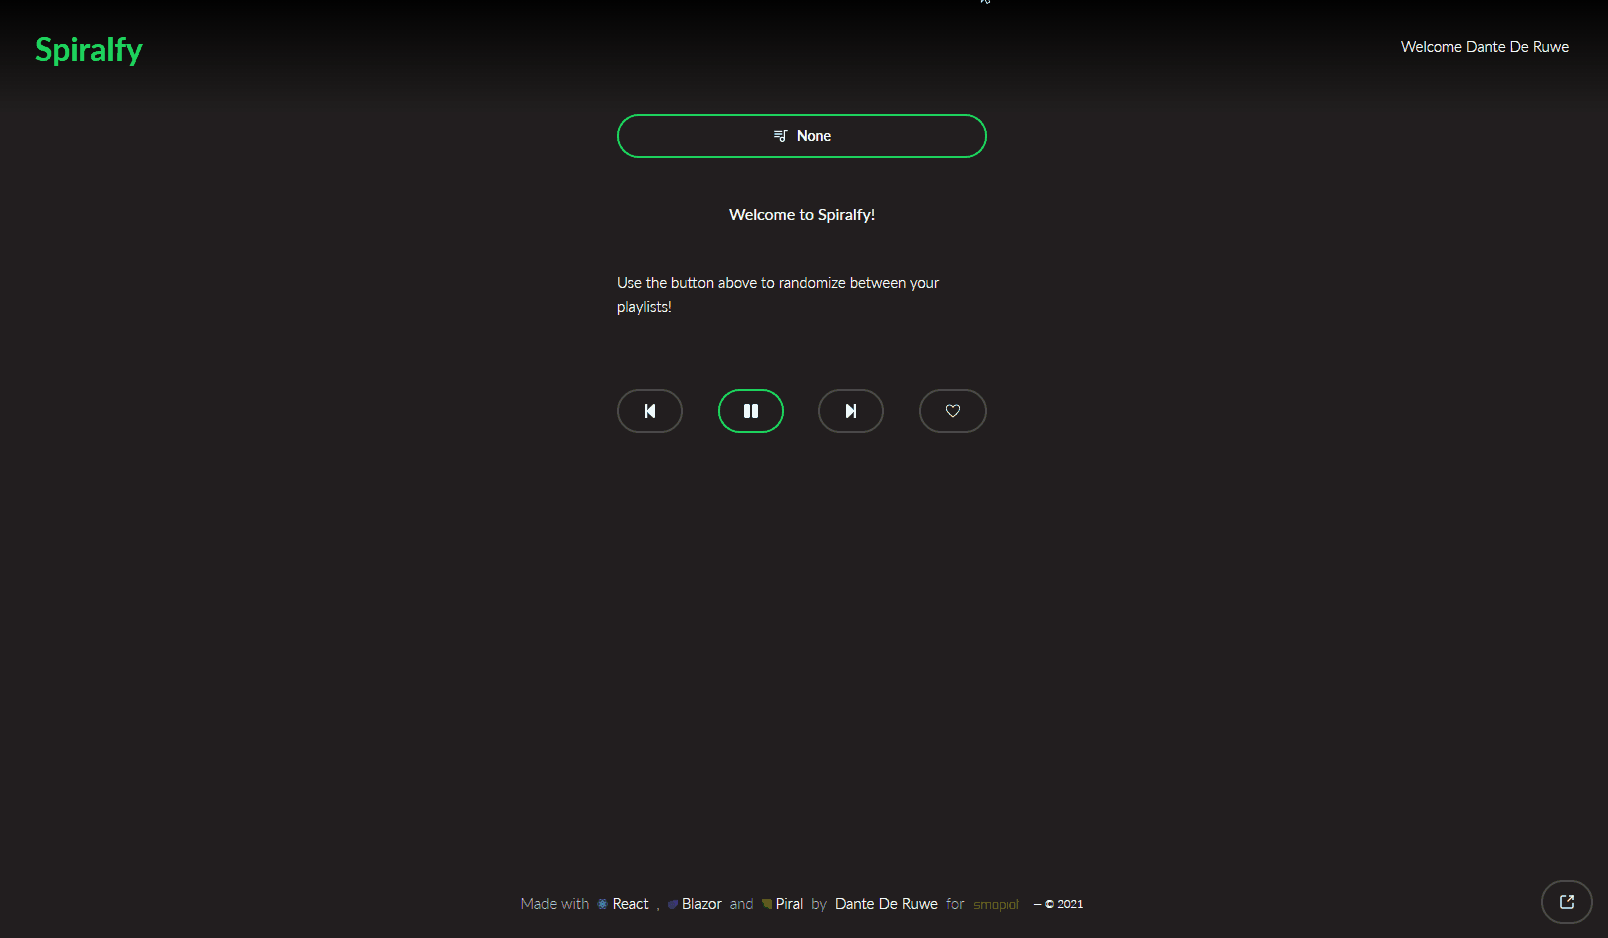 Spiralfy
Welcome Dante De Ruwe
None
Welcome to Spiralfy!
Use the button above to randomize between your
playlists!
Made with React , Blazor and Piral by Dante De Ruwe for smapiot – © 2021